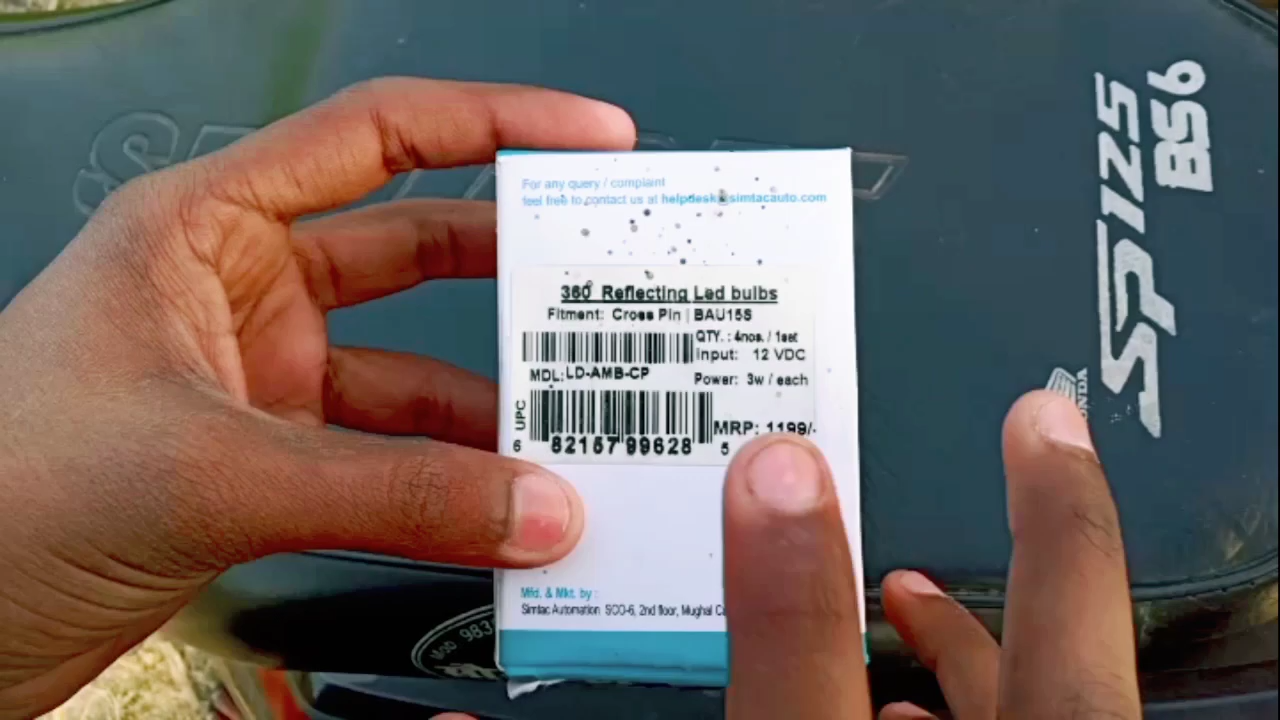 For any query / complaint
feel free to contact us at helpdesk@simtacauto.com
360 Reflecting Led bulbs
Fitment: Cross Pin | BAU15S
QTY. : 4nos. / 1set
Input: 12 VDC
MDL: LD-AMB-CP
Power: 3w / each
UPC
MRP: 1199/-
6 82157 99628 5
Mfd. & Mkt. by :
Simtac Automation SCO-6, 2nd floor, Mughal
SP125
BS6
HONDA